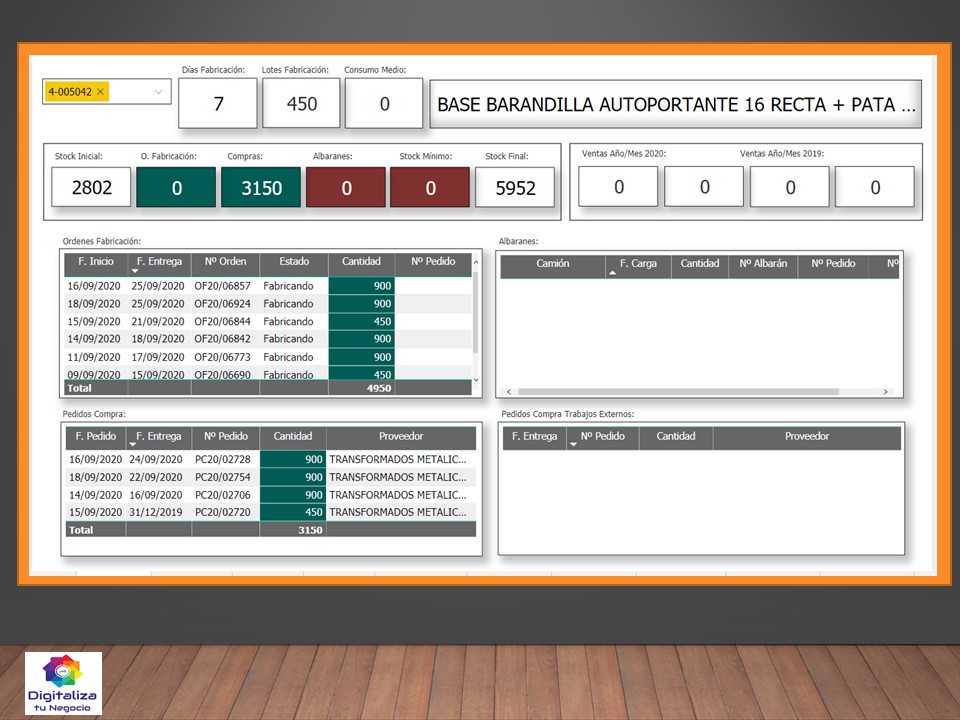 Días Fabricación: Lotes Fabricación: Consumo Medio:
4-005042 ×
7 450 0
BASE BARANDILLA AUTOPORTANTE 16 RECTA + PATA ...
Stock Inicial: O. Fabricación: Compras: Albaranes: Stock Mínimo: Stock Final:
2802 0 3150 0 0 5952
Ventas Año/Mes 2020: Ventas Año/Mes 2019:
0 0 0 0
Ordenes Fabricación:
F. Inicio F. Entrega Nº Orden Estado Cantidad Nº Pedido
16/09/2020 25/09/2020 OF20/06857 Fabricando 900
18/09/2020 25/09/2020 OF20/06924 Fabricando 900
15/09/2020 21/09/2020 OF20/06844 Fabricando 450
14/09/2020 18/09/2020 OF20/06842 Fabricando 900
11/09/2020 17/09/2020 OF20/06773 Fabricando 900
09/09/2020 15/09/2020 OF20/06690 Fabricando 450
Total 4950
Albaranes:
Camión F. Carga Cantidad Nº Albarán Nº Pedido Nº
Pedidos Compra:
F. Pedido F. Entrega Nº Pedido Cantidad Proveedor
16/09/2020 24/09/2020 PC20/02728 900 TRANSFORMADOS METALIC...
18/09/2020 22/09/2020 PC20/02754 900 TRANSFORMADOS METALIC...
14/09/2020 16/09/2020 PC20/02706 900 TRANSFORMADOS METALIC...
15/09/2020 31/12/2019 PC20/02720 450 TRANSFORMADOS METALIC...
Total 3150
Pedidos Compra Trabajos Externos:
F. Entrega Nº Pedido Cantidad Proveedor
Digitaliza
tu Negocio